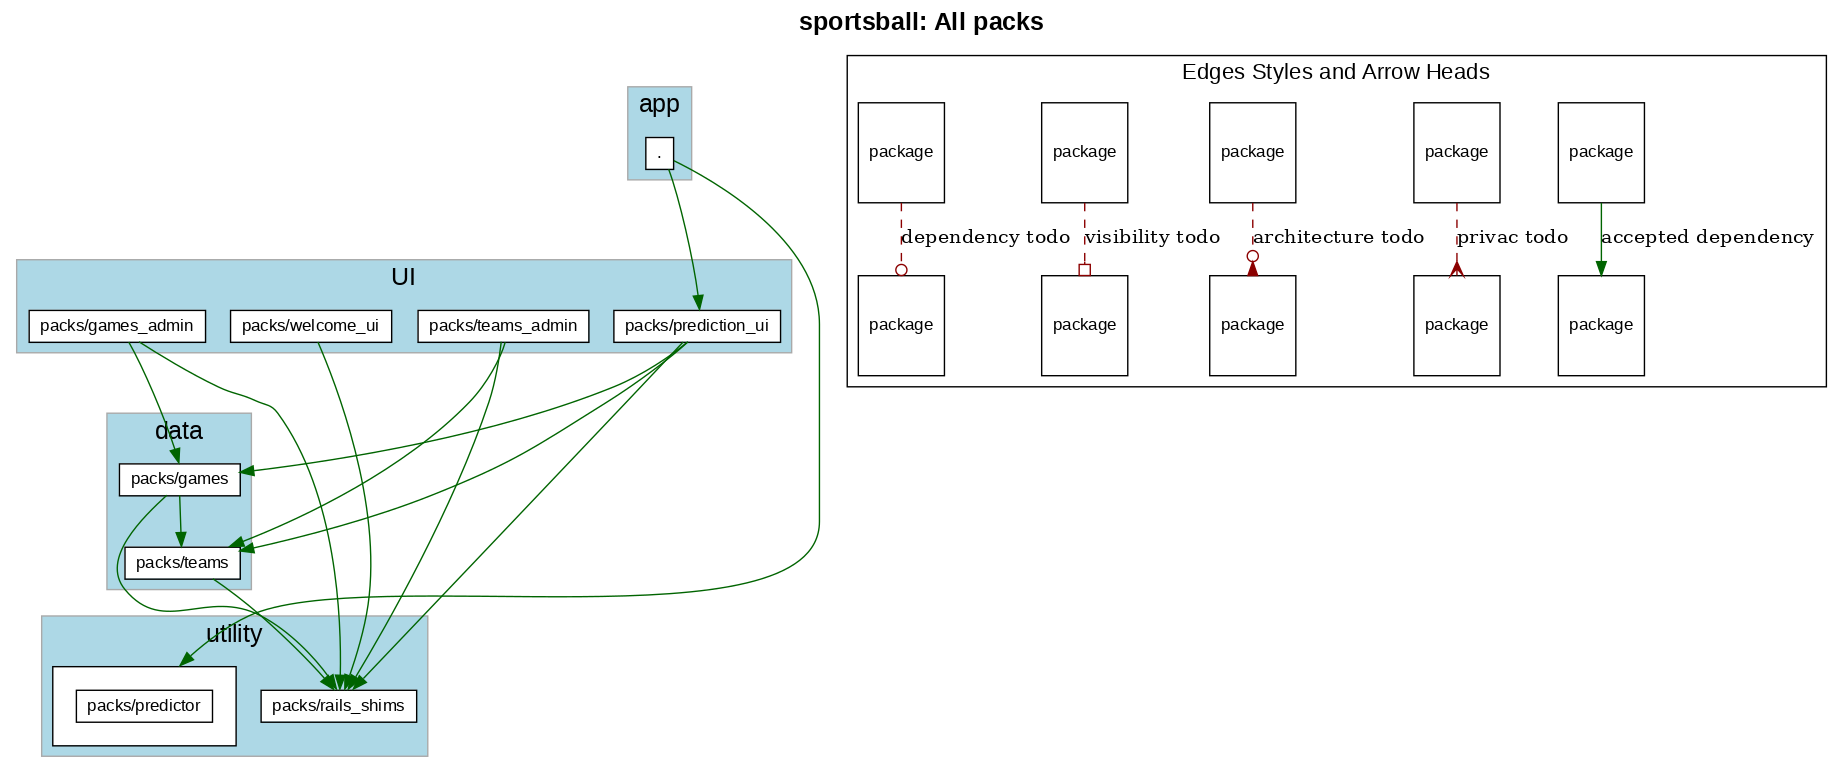 sportsball: All packs
app
.
UI
packs/games_admin
packs/welcome_ui
packs/teams_admin
packs/prediction_ui
data
packs/games
packs/teams
utility
packs/predictor
packs/rails_shims
Edges Styles and Arrow Heads
package
package
package
package
package
dependency todo
visibility todo
architecture todo
privac todo
accepted dependency
package
package
package
package
package